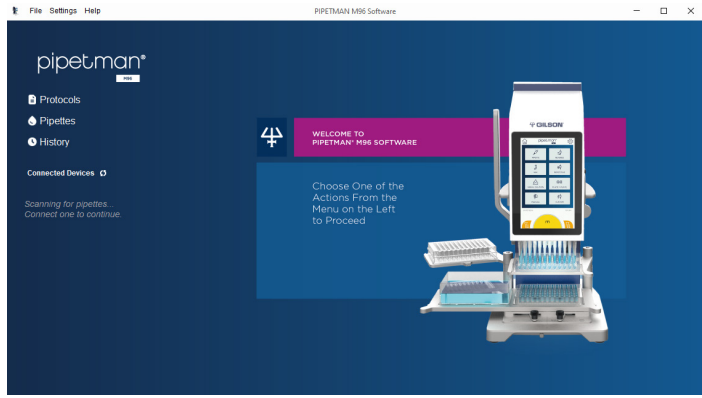 File Settings Help
PIPETMAN M96 Software
pipetman®
M96
Protocols
Pipettes
History
Connected Devices
Scanning for pipettes...
Connect one to continue.
WELCOME TO
PIPETMAN® M96 SOFTWARE
Choose One of the
Actions From the
Menu on the Left
to Proceed
GILSON